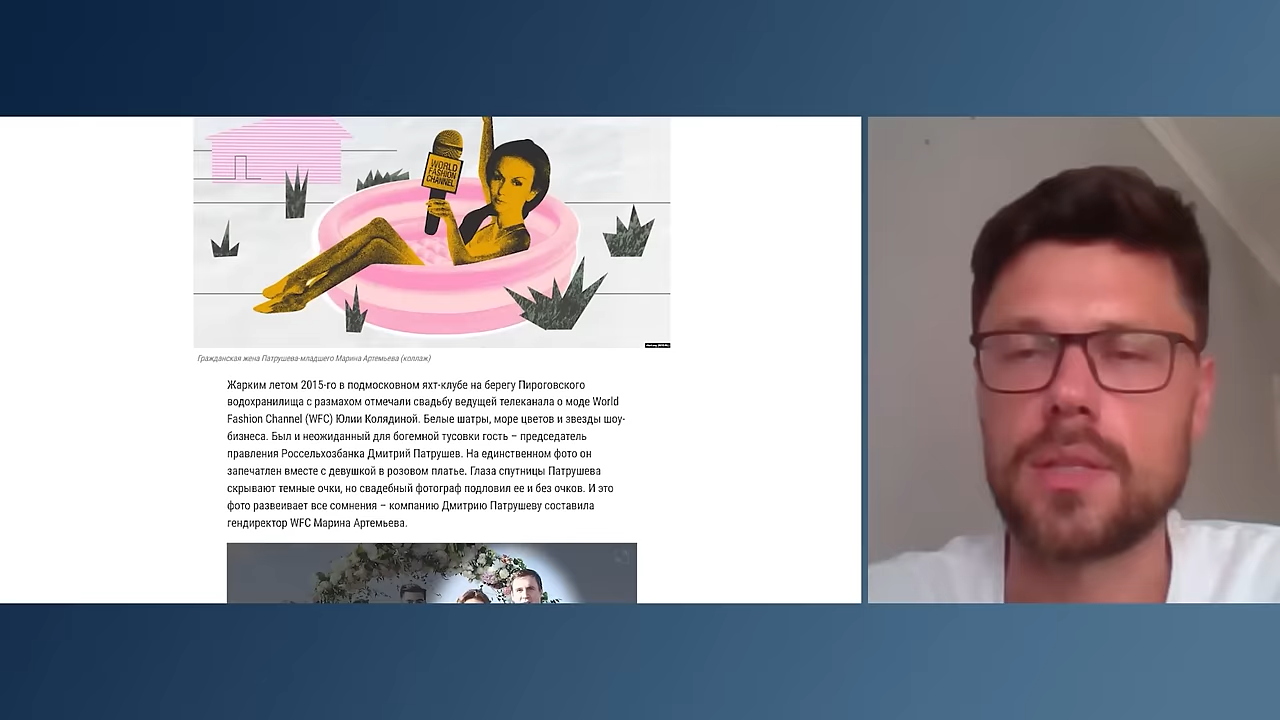 WORLD
FASHION
CHANNEL
Гражданская жена Патрушева-младшего Марина Артемьева (коллаж)
Жарким летом 2015-го в подмосковном яхт-клубе на берегу Пироговского
водохранилища с размахом отмечали свадьбу ведущей телеканала о моде World
Fashion Channel (WFC) Юлии Колядиной. Белые шатры, море цветов и звезды шоу-
бизнеса. Был и неожиданный для богемной тусовки гость – председатель
правления Россельхозбанка Дмитрий Патрушев. На единственном фото он
запечатлен вместе с девушкой в розовом платье. Глаза спутницы Патрушева
скрывают темные очки, но свадебный фотограф подловил ее и без очков. И это
фото развеивает все сомнения – компанию Дмитрию Патрушеву составила
гендиректор WFC Марина Артемьева.